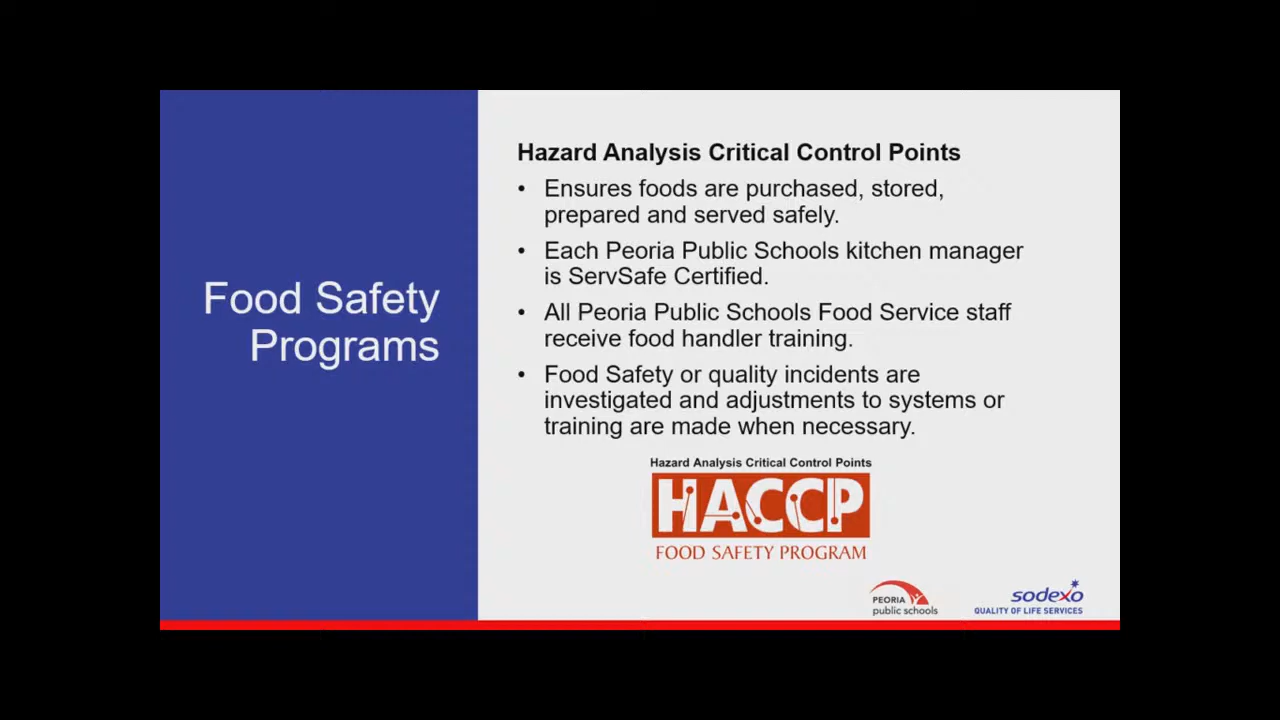 Food Safety
Programs
Hazard Analysis Critical Control Points
• Ensures foods are purchased, stored,
prepared and served safely.
• Each Peoria Public Schools kitchen manager
is ServSafe Certified.
• All Peoria Public Schools Food Service staff
receive food handler training.
• Food Safety or quality incidents are
investigated and adjustments to systems or
training are made when necessary.
Hazard Analysis Critical Control Points
HACCP
FOOD SAFETY PROGRAM
PEORIA
public schools
sodexo
QUALITY OF LIFE SERVICES